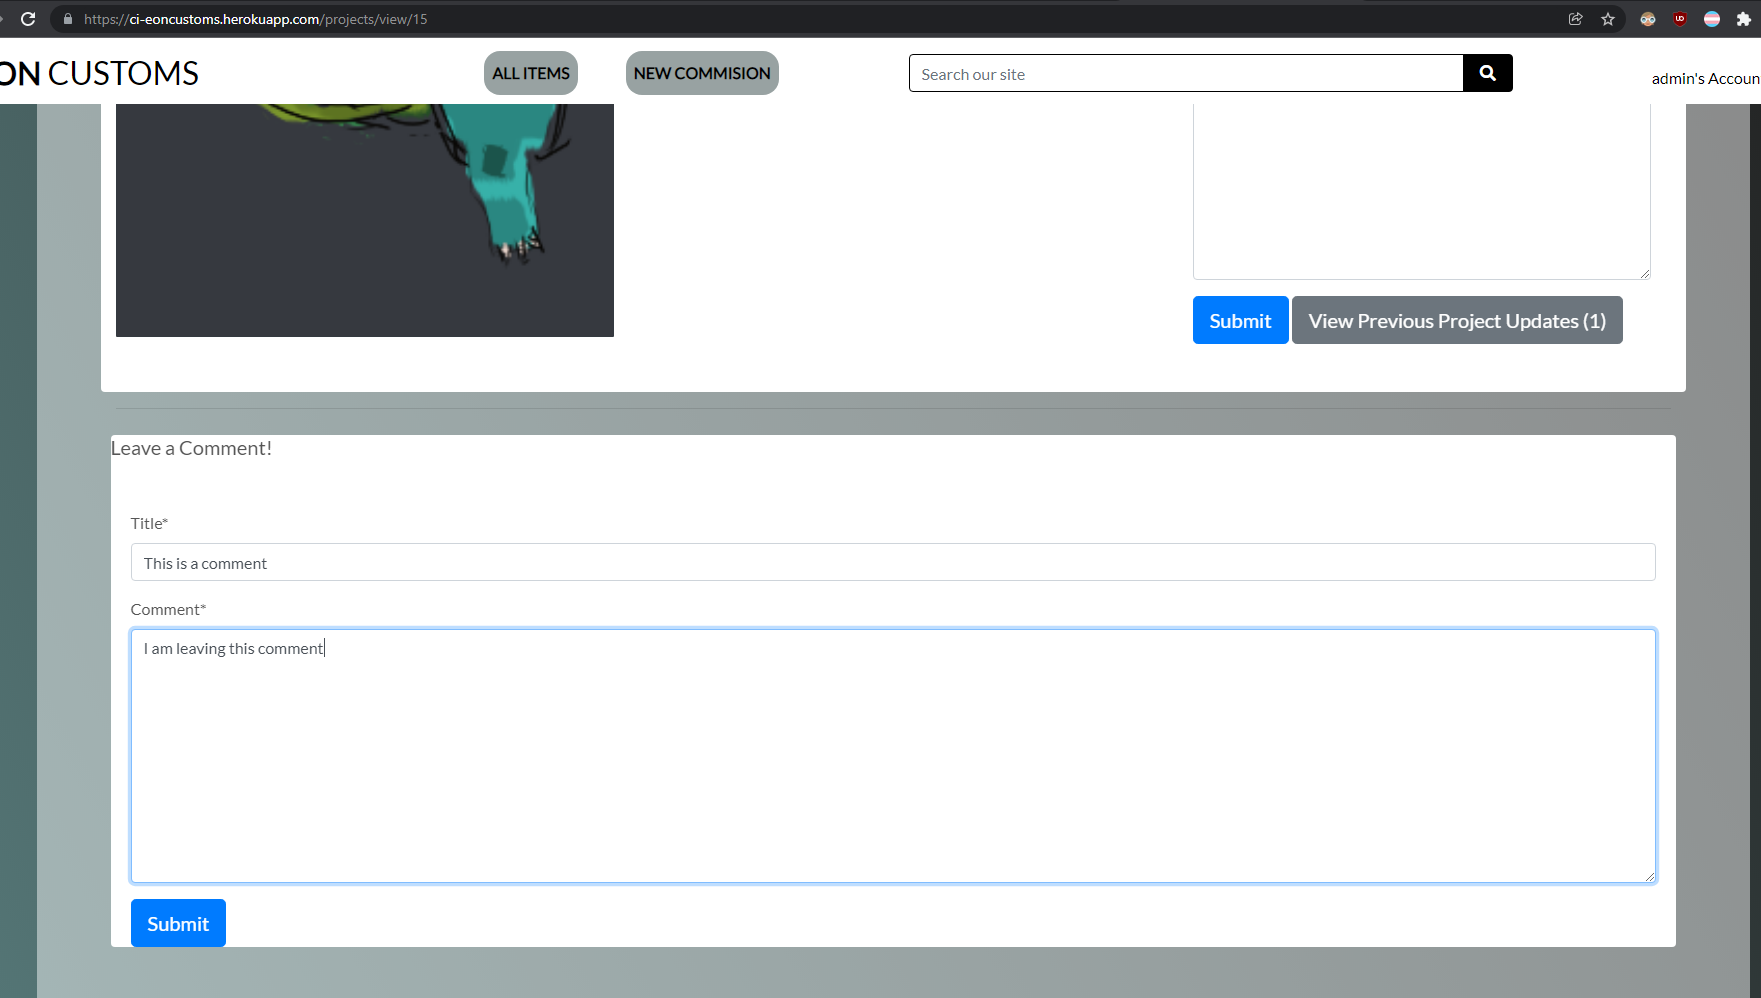 https://ci-eoncustoms.herokuapp.com/projects/view/15
ON CUSTOMS
ALL ITEMS
NEW COMMISION
Search our site
admin's Accoun
Submit
View Previous Project Updates (1)
Leave a Comment!
Title*
This is a comment
Comment*
I am leaving this comment
Submit